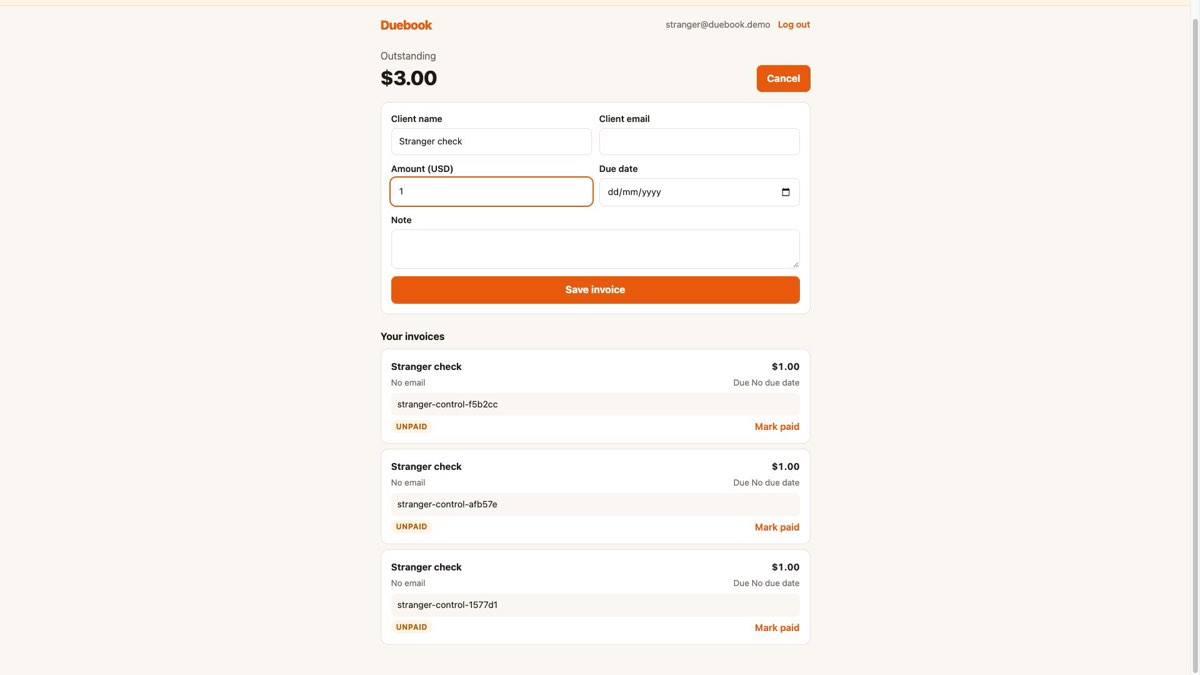 Duebook
stranger@duebook.demo Log out
Outstanding
$3.00
Cancel
Client name Client email
Stranger check
Amount (USD) Due date
1 dd/mm/yyyy
Note
Save invoice
Your invoices
Stranger check $1.00
No email Due No due date
stranger-control-f5b2cc
UNPAID Mark paid
Stranger check $1.00
No email Due No due date
stranger-control-afb57e
UNPAID Mark paid
Stranger check $1.00
No email Due No due date
stranger-control-1577d1
UNPAID Mark paid